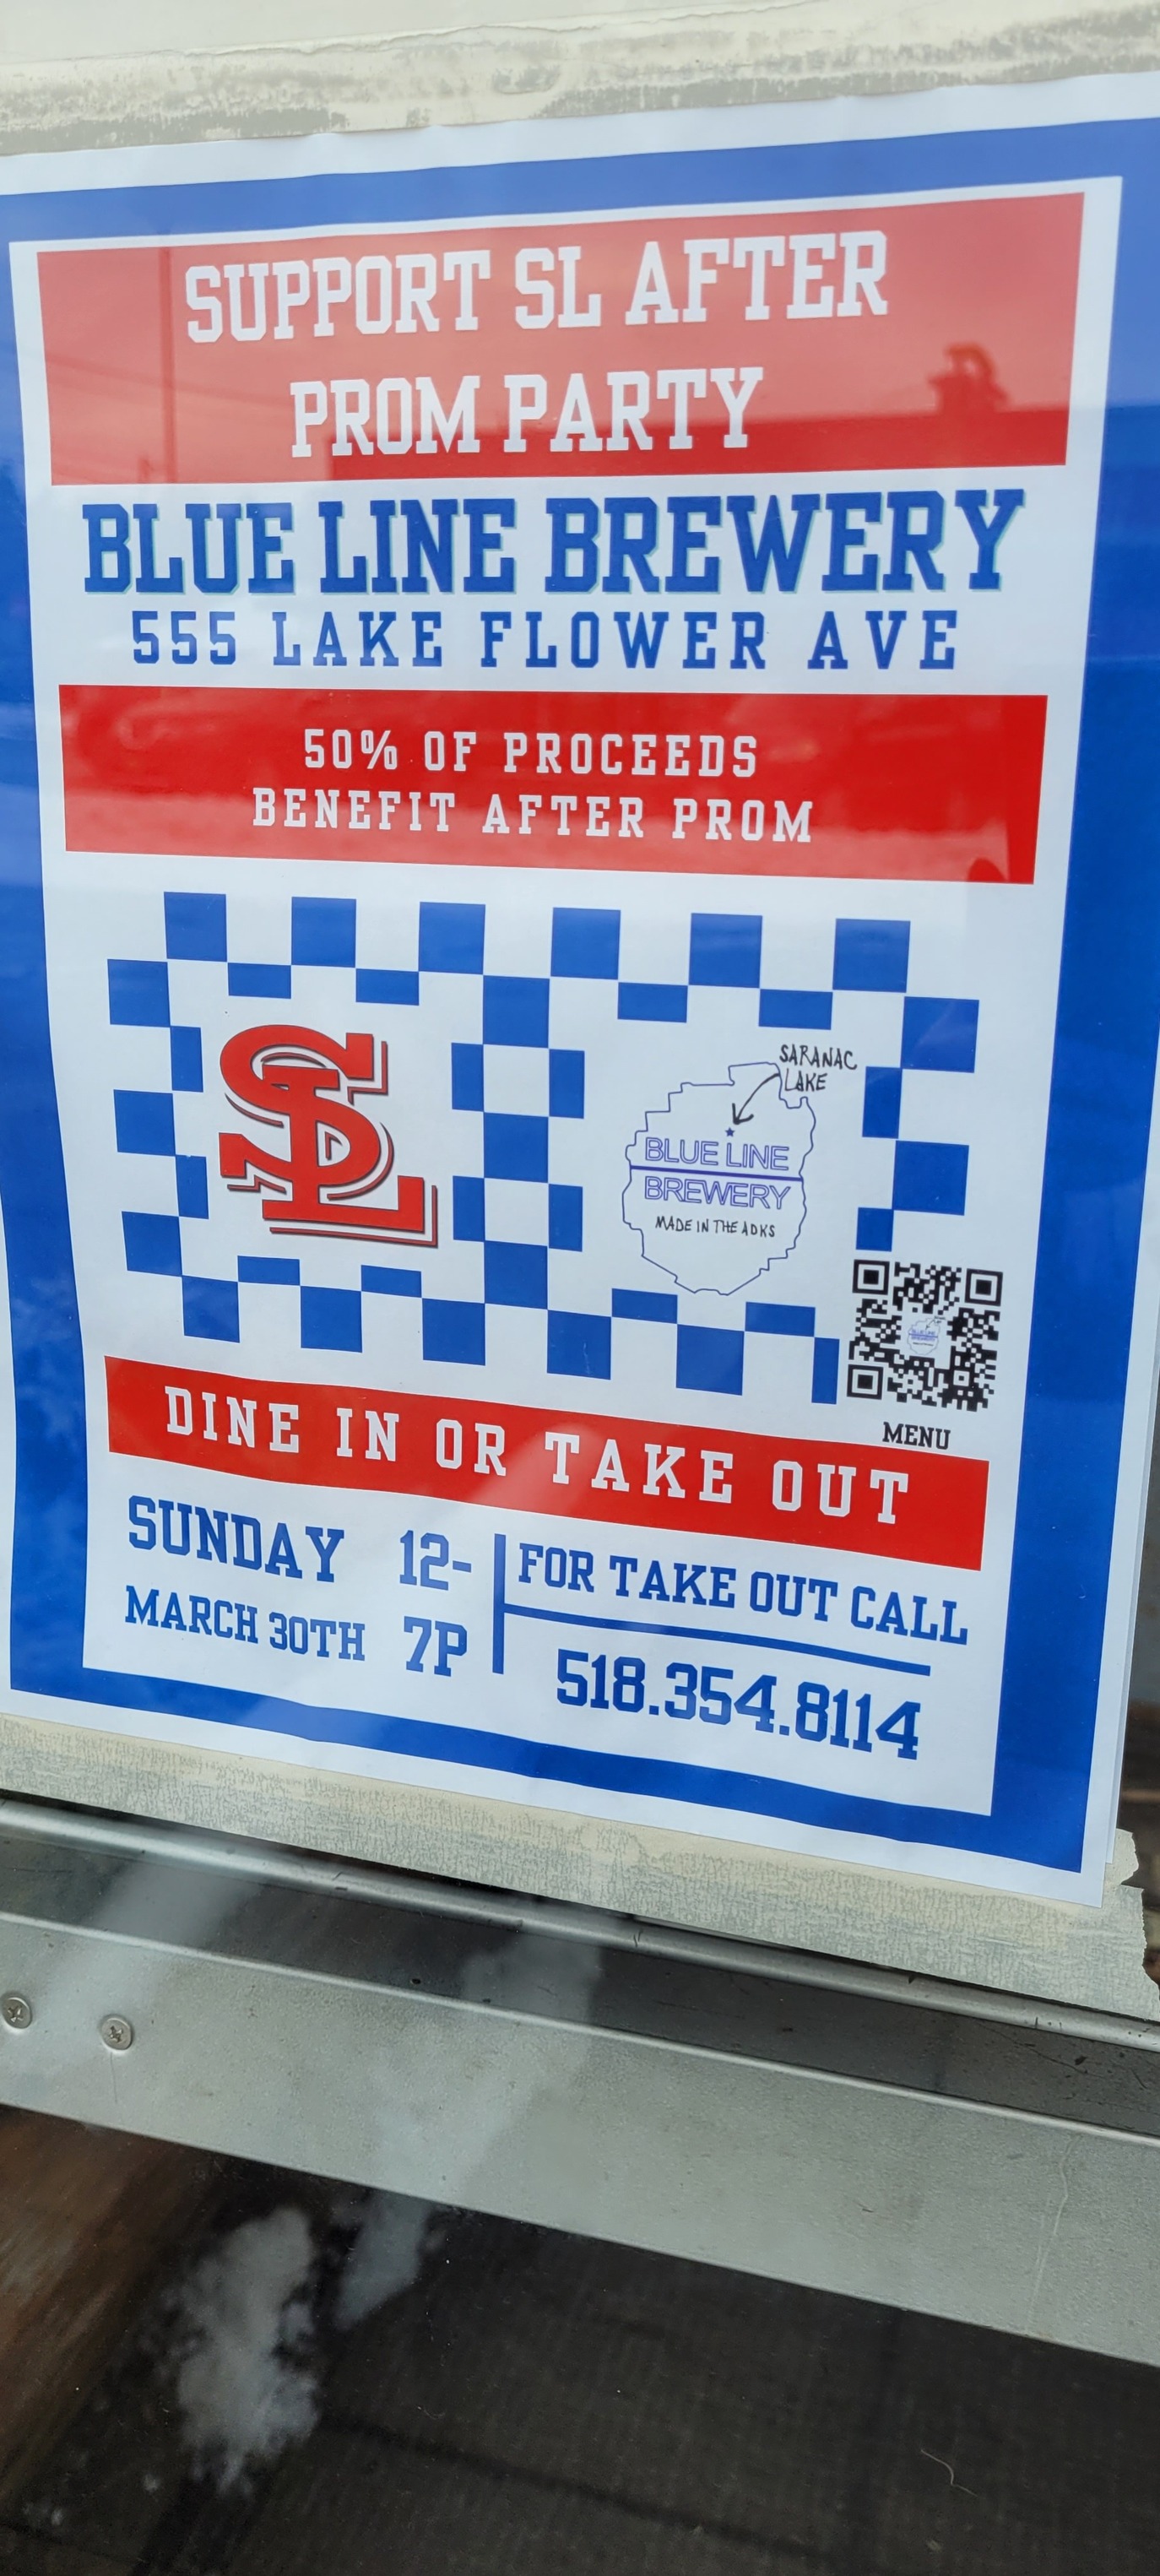 SUPPORT SL AFTER
PROM PARTY
BLUE LINE BREWERY
555 LAKE FLOWER AVE
50% OF PROCEEDS
BENEFIT AFTER PROM
SL
SARANAC
LAKE
BLUE LINE
BREWERY
MADE IN THE ADKS
MENU
DINE IN OR TAKE OUT
SUNDAY 12-
MARCH 30TH 7P
FOR TAKE OUT CALL
518.354.8114